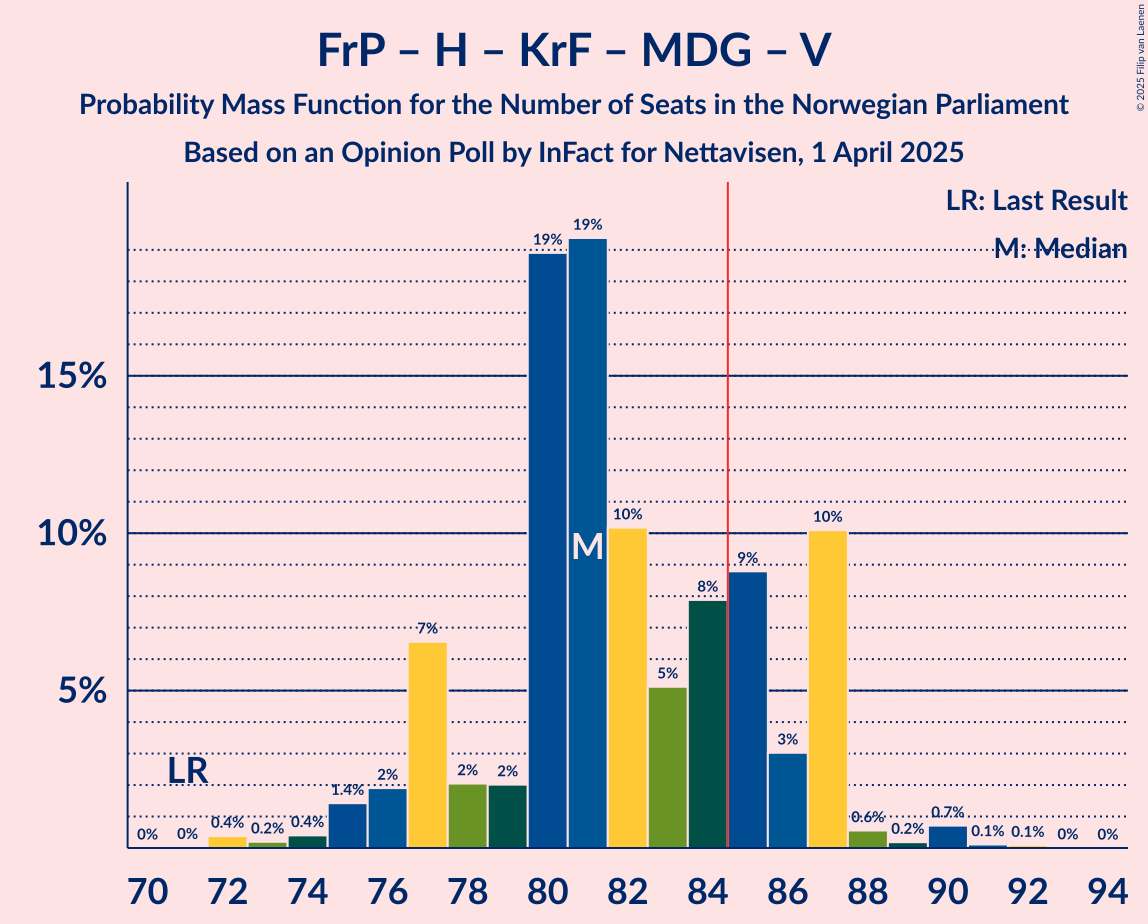 FrP – H – KrF – MDG – V
Probability Mass Function for the Number of Seats in the Norwegian Parliament
Based on an Opinion Poll by InFact for Nettavisen, 1 April 2025
© 2025 Filip van Laenen
LR: Last Result
M: Median
15%
10%
5%
LR
M
0% 0% 0.4% 0.2% 0.4% 1.4% 2% 7% 2% 2% 19% 19% 10% 5% 8% 9% 3% 10% 0.6% 0.2% 0.7% 0.1% 0.1% 0% 0%
70 72 74 76 78 80 82 84 86 88 90 92 94